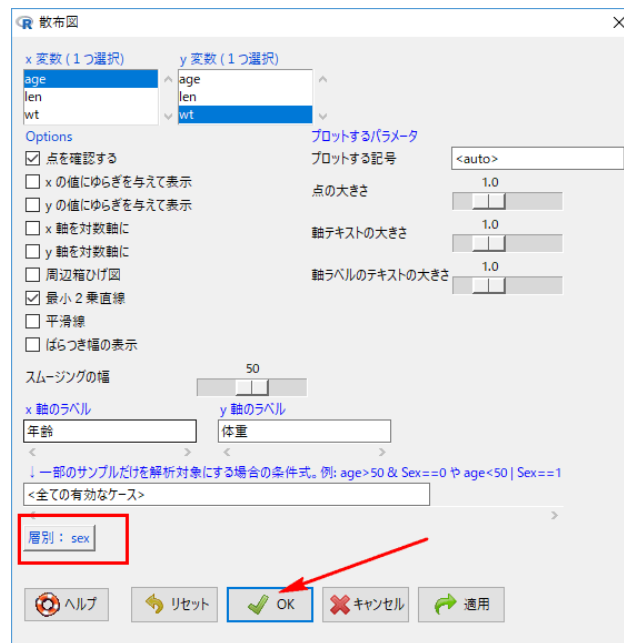 散布図
x 変数 (１つ選択) y 変数 (１つ選択)
age age
len len
wt wt
Options プロットするパラメータ
点を確認する プロットする記号 <auto>
x の値にゆらぎを与えて表示 点の大きさ 1.0
y の値にゆらぎを与えて表示
x 軸を対数軸に 軸テキストの大きさ 1.0
y 軸を対数軸に
周辺箱ひげ図 軸ラベルのテキストの大きさ 1.0
最小２乗直線
平滑線
ばらつき幅の表示
スムージングの幅 50
x 軸のラベル y 軸のラベル
年齢 体重
↓一部のサンプルだけを解析対象にする場合の条件式。例: age>50 & Sex==0 や age<50 | Sex==1
<全ての有効なケース>
層別： sex
ヘルプ リセット OK キャンセル 適用